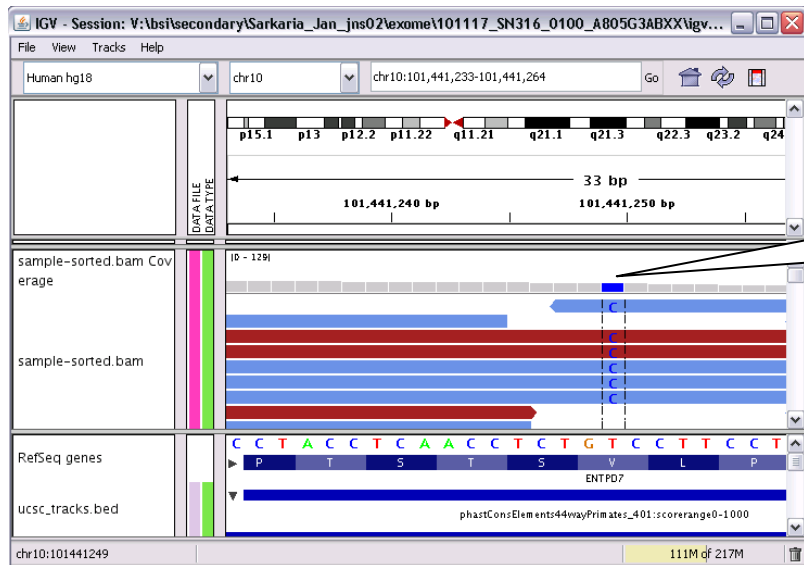 IGV - Session: V:\bsi\secondary\Sarkaria_Jan_jns02\exome\101117_SN316_0100_A805G3ABXX\igv...
File View Tracks Help
Human hg18 chr10 chr10:101,441,233-101,441,264 Go
p15.1 p13 p12.2 p11.22 q11.21 q21.1 q21.3 q22.3 q23.2 q24
33 bp
DATA FILE
DATA TYPE
101,441,240 bp 101,441,250 bp
sample-sorted.bam Cov
erage
[0 - 129]
C
sample-sorted.bam
C
C
C
C
C
C C T A C C T C A A C C T C T G T C C T T C C T
RefSeq genes
P T S T S V L P
ENTPD7
ucsc_tracks.bed
phastConsElements44wayPrimates_401:scorerange0-1000
chr10:101441249 111M of 217M